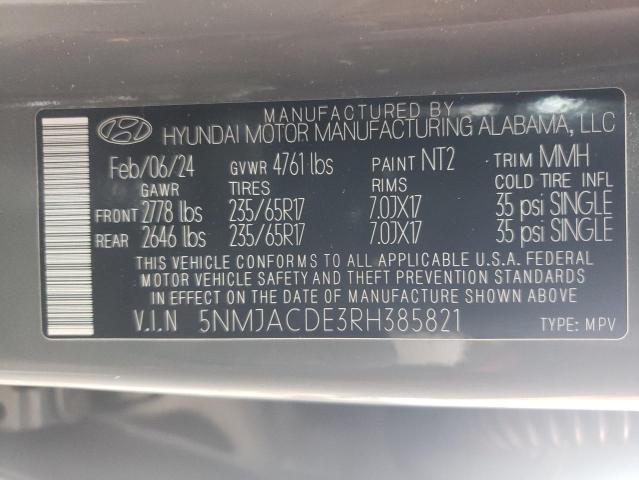 MANUFACTURED BY
HYUNDAI MOTOR MANUFACTURING ALABAMA, LLC
Feb/06/24 GVWR 4761 lbs PAINT NT2 TRIM MMH
GAWR TIRES RIMS COLD TIRE INFL
FRONT 2778 lbs 235/65R17 7.0JX17 35 psi SINGLE
REAR 2646 lbs 235/65R17 7.0JX17 35 psi SINGLE
THIS VEHICLE CONFORMS TO ALL APPLICABLE U.S.A. FEDERAL
MOTOR VEHICLE SAFETY AND THEFT PREVENTION STANDARDS
IN EFFECT ON THE DATE OF MANUFACTURE SHOWN ABOVE
V.I.N 5NMJACDE3RH385821 TYPE: MPV